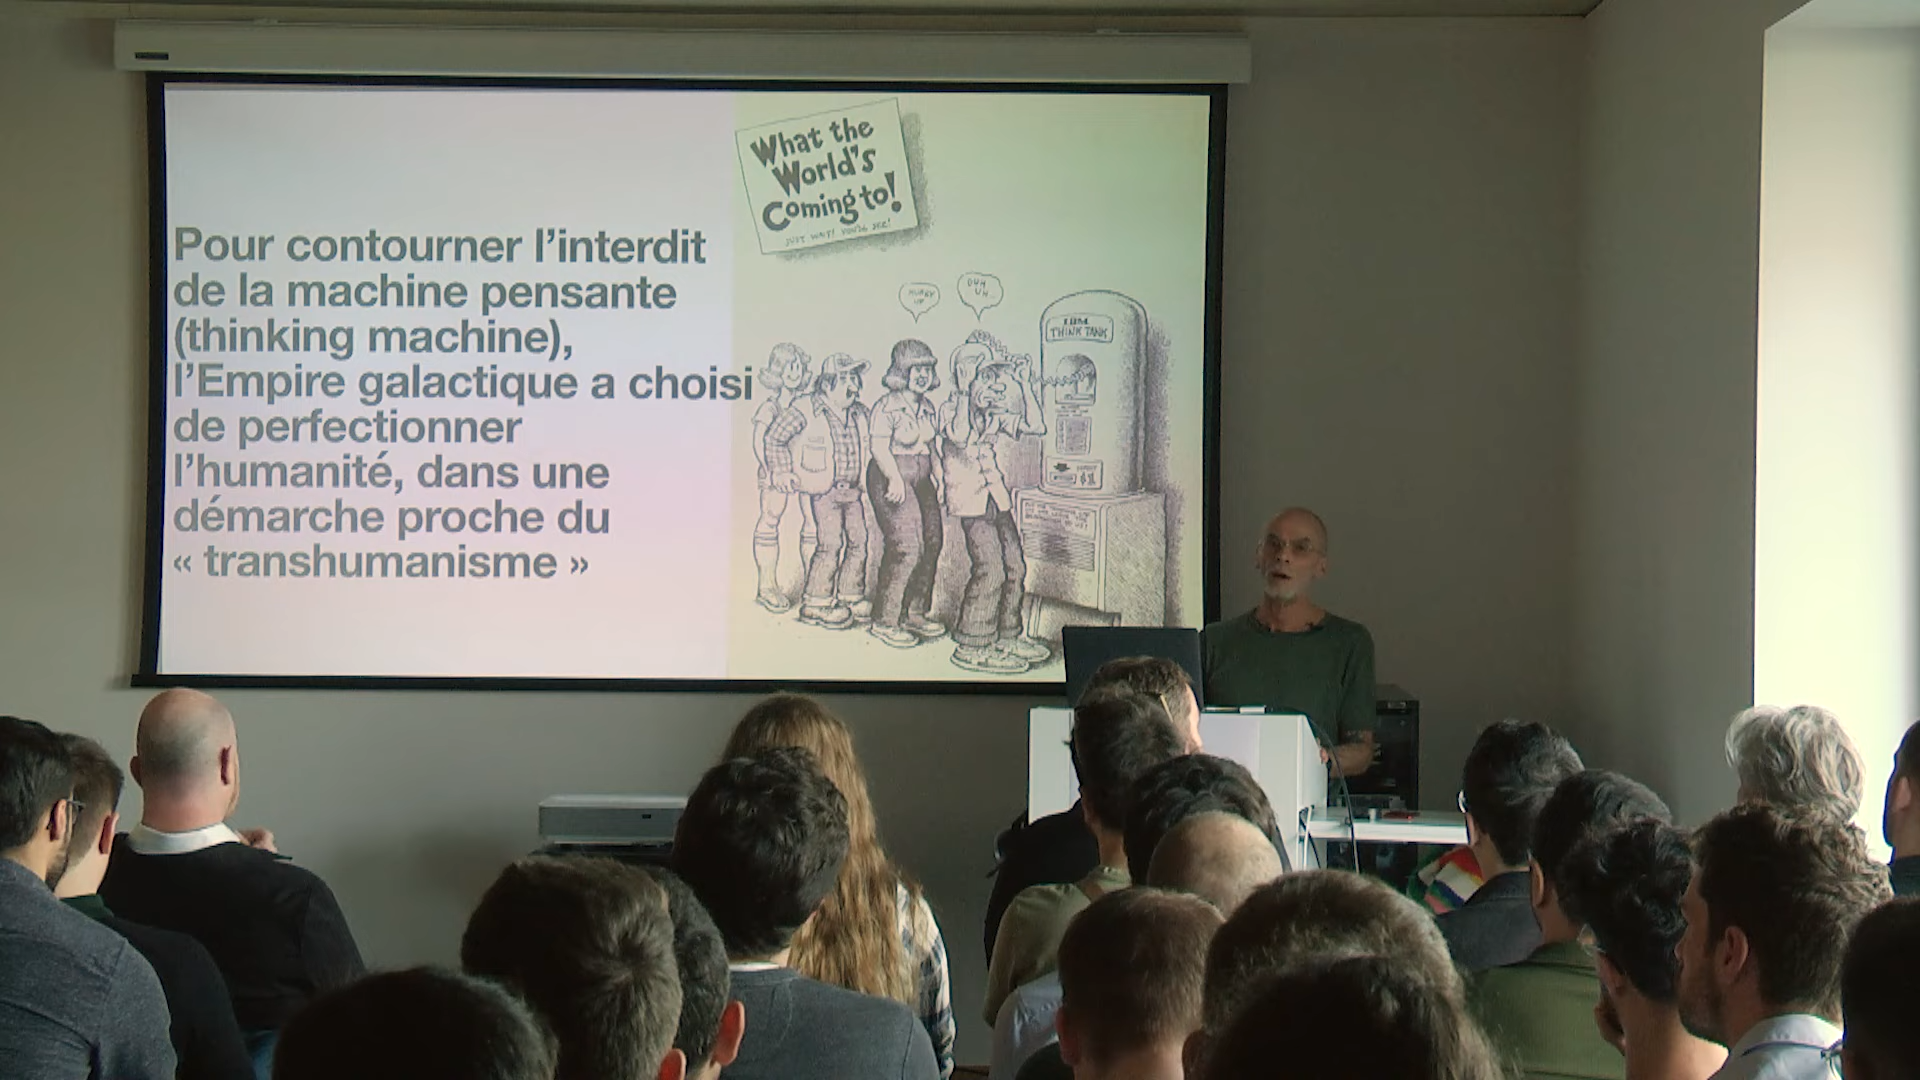 Pour contourner l’interdit
de la machine pensante
(thinking machine),
l’Empire galactique a choisi
de perfectionner
l’humanité, dans une
démarche proche du
« transhumanisme »
What the
World's
Coming to!
JUST WAIT! YOU'LL SEE!
HURRY
UP
DUH
UH..
THINK TANK
$1